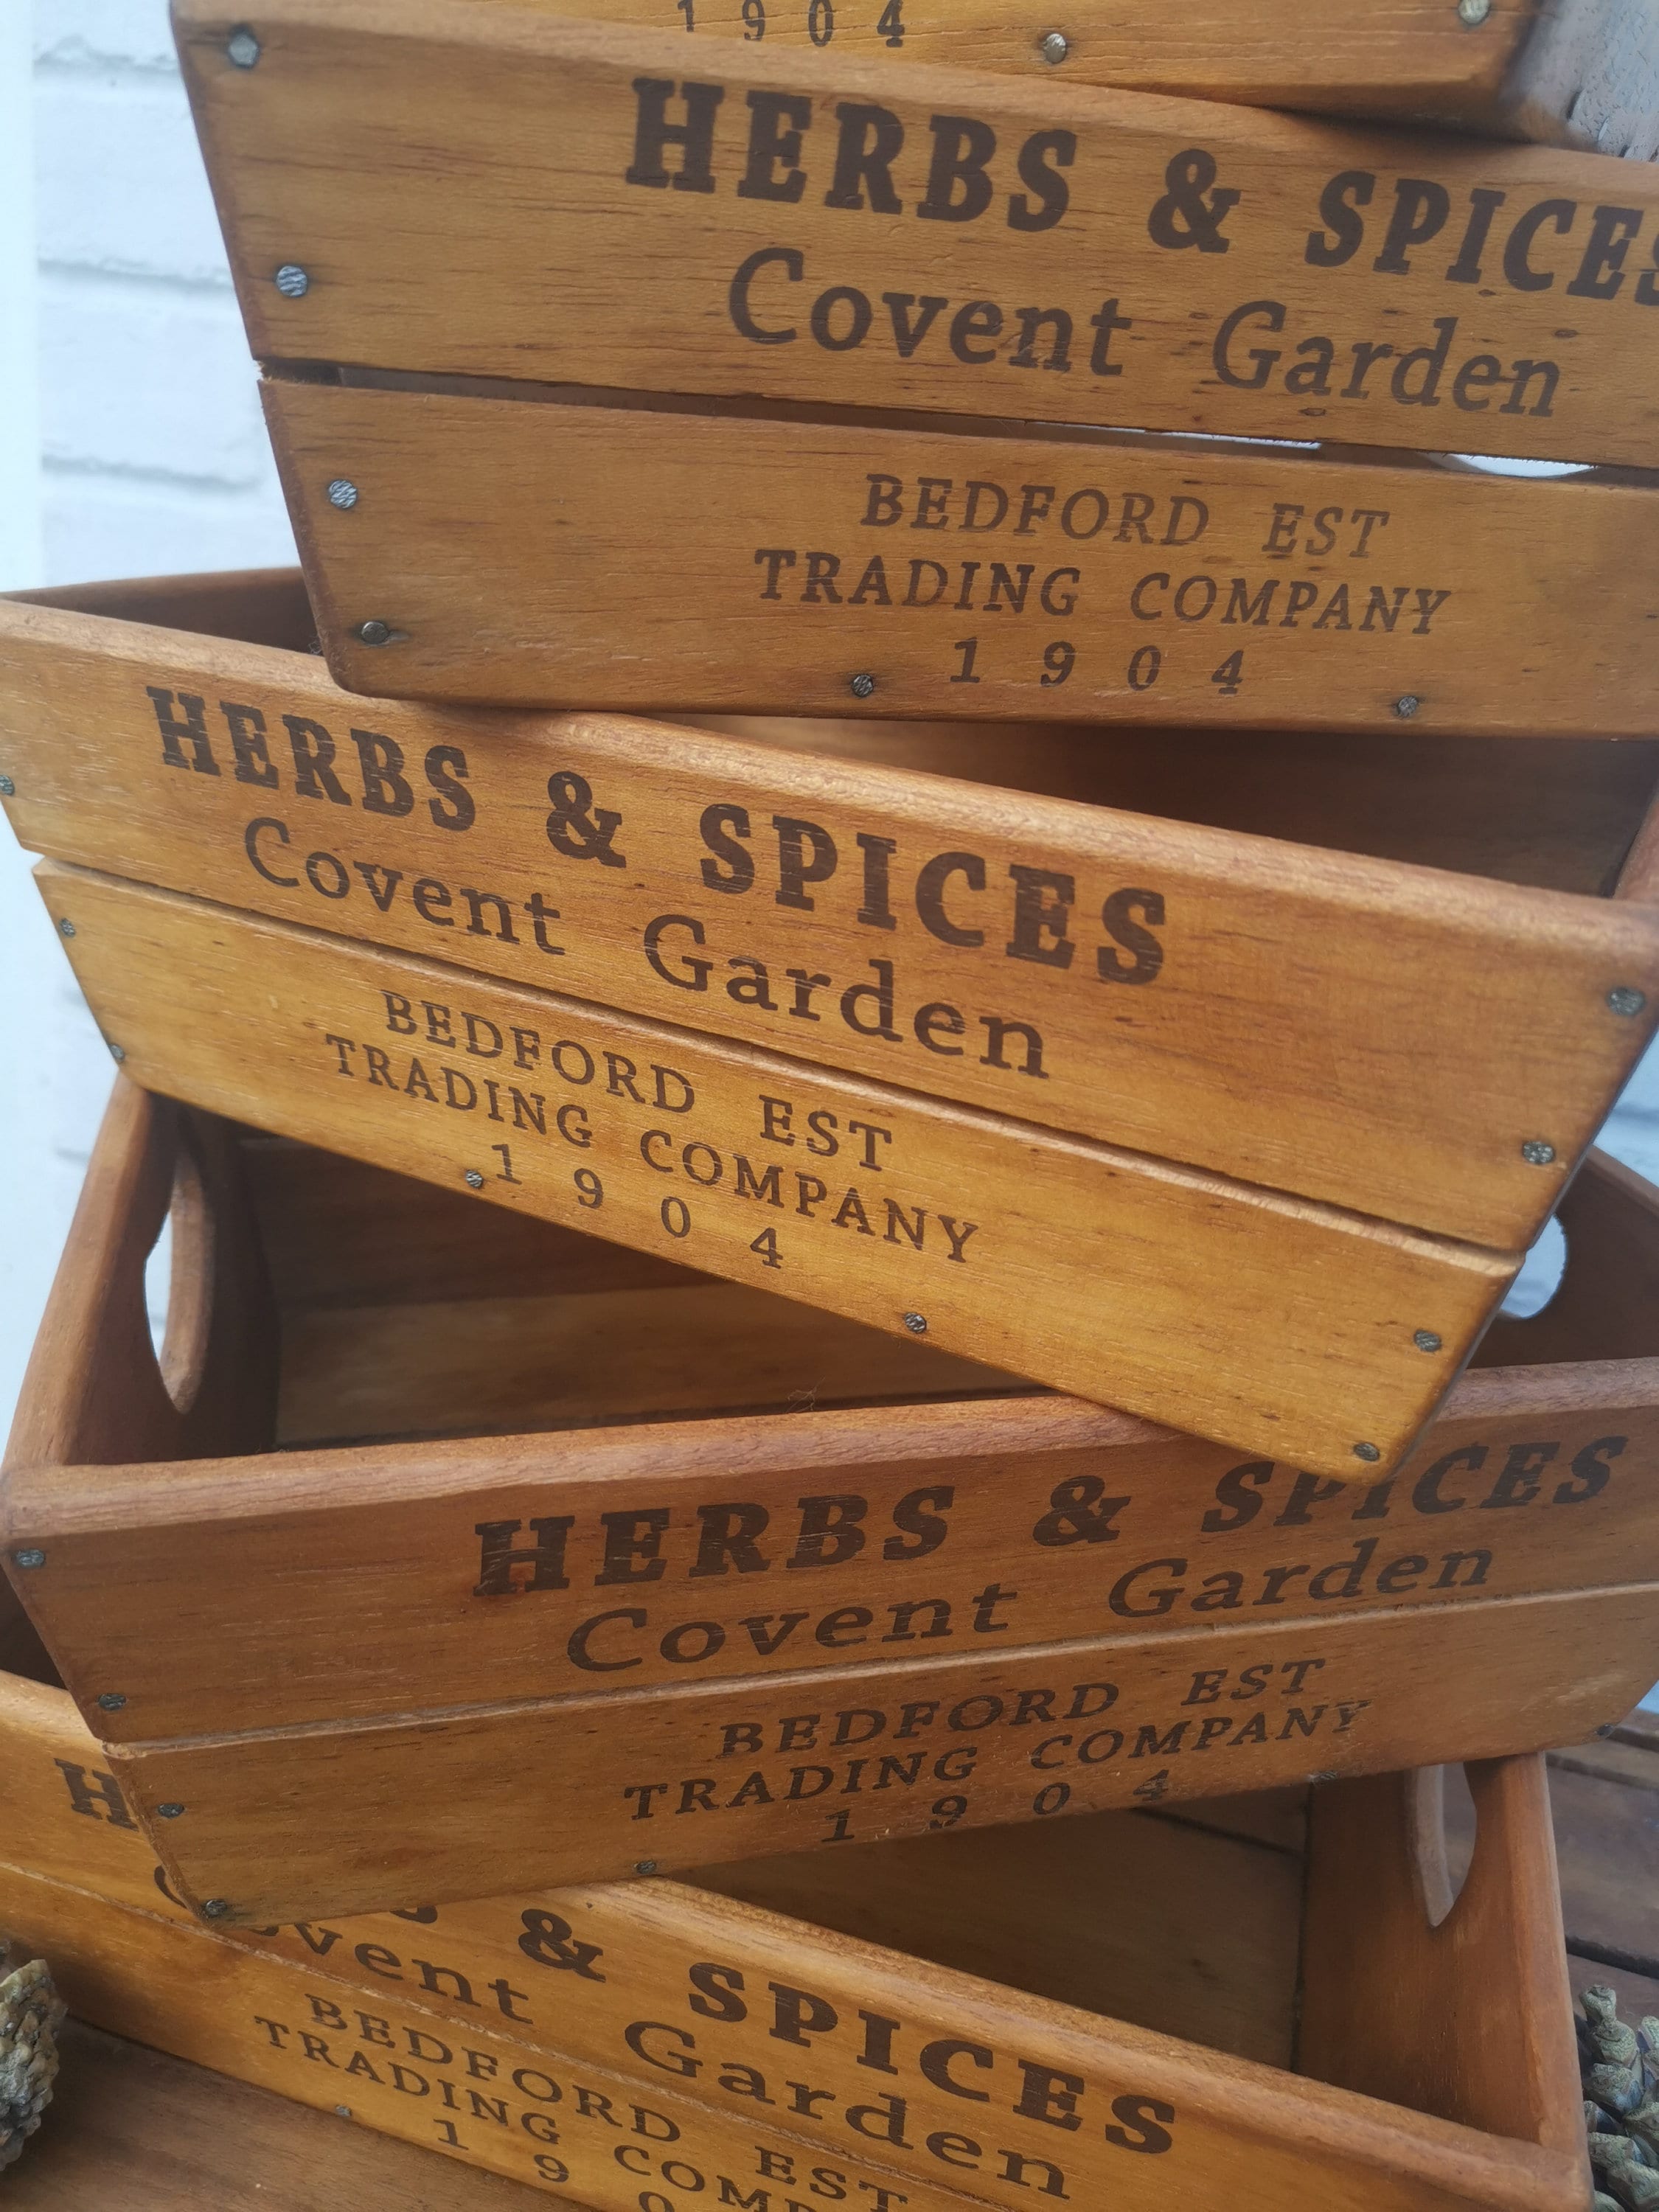 1904
HERBS & SPICES
Covent Garden
BEDFORD EST
TRADING COMPANY
1904
HERBS & SPICES
Covent Garden
BEDFORD EST
TRADING COMPANY
1904
HERBS & SPICES
Covent Garden
BEDFORD EST
TRADING COMPANY
1904
& SPICES
Garden
BEDFORD EST
TRADING
19